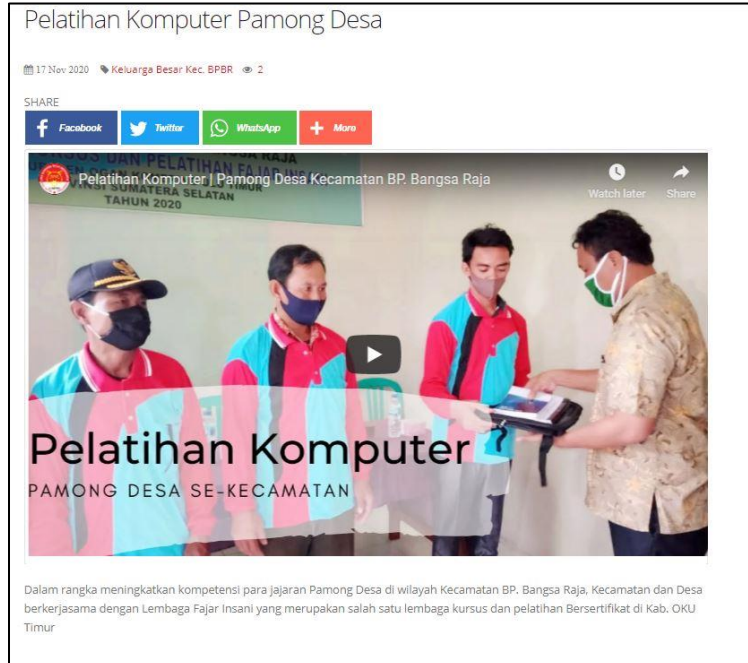 Pelatihan Komputer Pamong Desa
17 Nov 2020 Keluarga Besar Kec. BPBR 2
SHARE
Facebook Twitter WhatsApp More
DAN PELATIHAN FAJAR
Pelatihan Komputer | Pamong Desa Kecamatan BP. Bangsa Raja
Watch later Share
SUMATERA SELATAN
TAHUN 2020
Pelatihan Komputer
PAMONG DESA SE-KECAMATAN
Dalam rangka meningkatkan kompetensi para jajaran Pamong Desa di wilayah Kecamatan BP. Bangsa Raja, Kecamatan dan Desa
berkerjasama dengan Lembaga Fajar Insani yang merupakan salah satu lembaga kursus dan pelatihan Bersertifikat di Kab. OKU
Timur